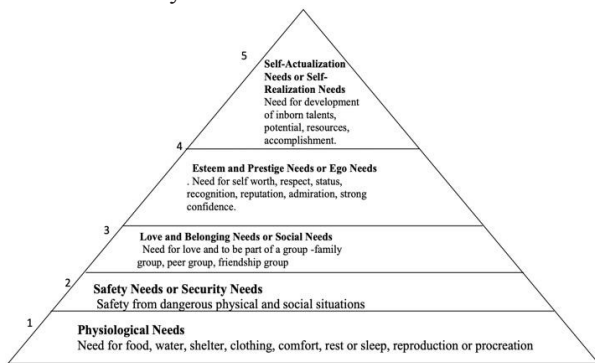 5
Self-Actualization
Needs or Self-
Realization Needs
Need for development
of inborn talents,
potential, resources,
accomplishment.
4
Esteem and Prestige Needs or Ego Needs
. Need for self worth, respect, status,
recognition, reputation, admiration, strong
confidence.
3
Love and Belonging Needs or Social Needs
Need for love and to be part of a group -family
group, peer group, friendship group
2
Safety Needs or Security Needs
Safety from dangerous physical and social situations
1
Physiological Needs
Need for food, water, shelter, clothing, comfort, rest or sleep, reproduction or procreation